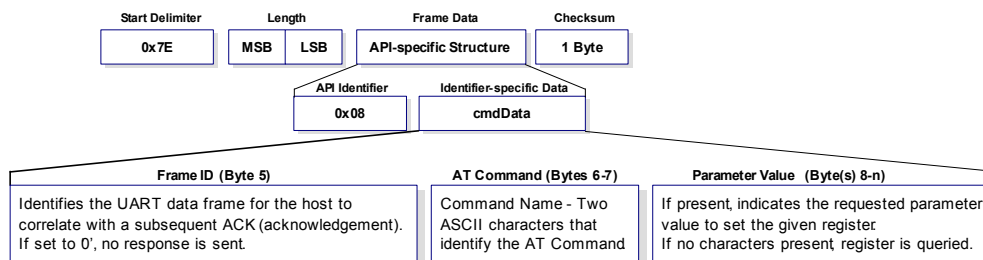 Start Delimiter Length Frame Data Checksum
0x7E MSB LSB API-specific Structure 1 Byte
API Identifier Identifier-specific Data
0x08 cmdData
Frame ID (Byte 5)
Identifies the UART data frame for the host to
correlate with a subsequent ACK (acknowledgement).
If set to 0', no response is sent.
AT Command (Bytes 6-7)
Command Name - Two
ASCII characters that
identify the AT Command
Parameter Value (Byte(s) 8-n)
If present, indicates the requested parameter
value to set the given register.
If no characters present, register is queried.